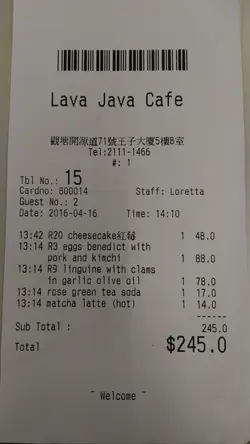 Lava Java Cafe
觀塘開源道71號王子大廈5樓B室
Tel:2111-1466
#: 1
Tbl No.: 15
Cardno: 800014 Staff: Loretta
Guest No.: 2
Date: 2016-04-16 Time: 14:10
13:42 R20 cheesecake紅莓 1 48.0
13:14 R3 eggs benedict with
pork and kimchi 1 88.0
13:14 R9 linguine with clams
in garlic olive oil 1 78.0
13:14 rose green tea soda 1 17.0
13:14 matcha latte (hot) 1 14.0
------
Sub Total : 245.0
Total $245.0
------
~ Welcome ~